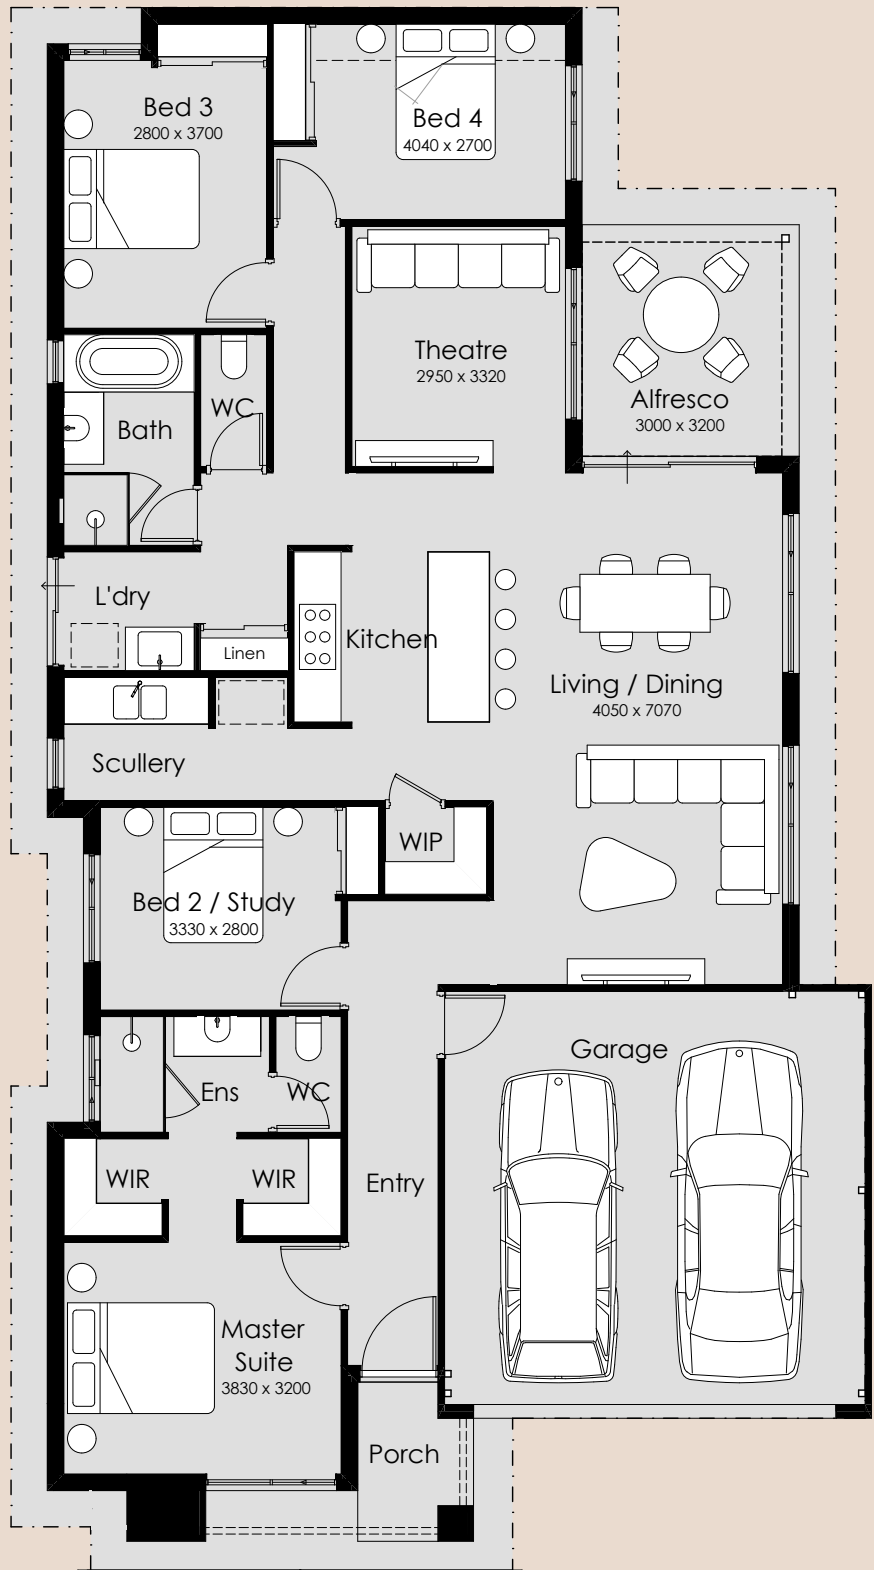 Bed 3
2800 x 3700
Bed 4
4040 x 2700
Theatre
2950 x 3320
Alfresco
3000 x 3200
WC
Bath
L'dry
Linen
Kitchen
Living / Dining
4050 x 7070
Scullery
WIP
Bed 2 / Study
3330 x 2800
Garage
Ens
WC
WIR
WIR
Entry
Master
Suite
3830 x 3200
Porch